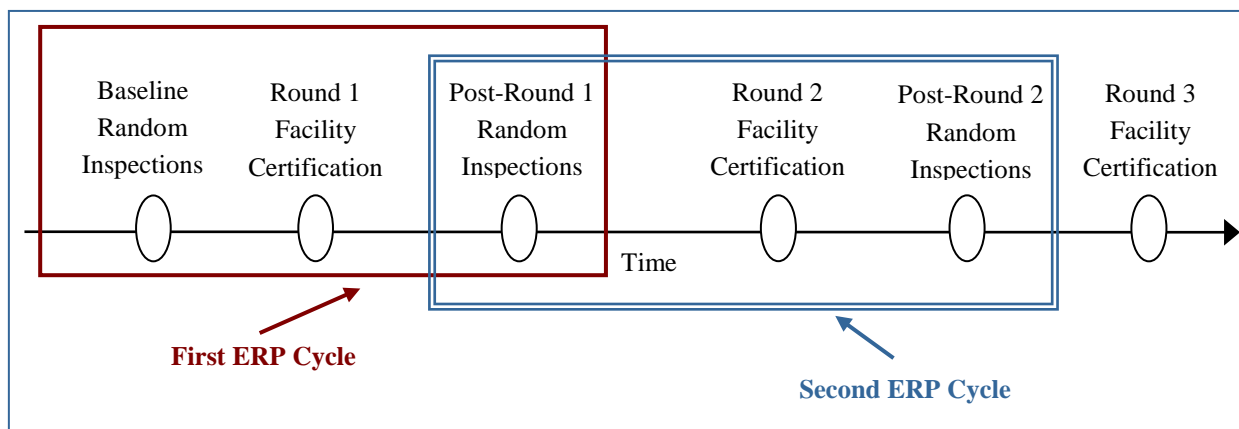 Baseline
Random
Inspections
Round 1
Facility
Certification
Post-Round 1
Random
Inspections
Round 2
Facility
Certification
Post-Round 2
Random
Inspections
Round 3
Facility
Certification
Time
First ERP Cycle
Second ERP Cycle